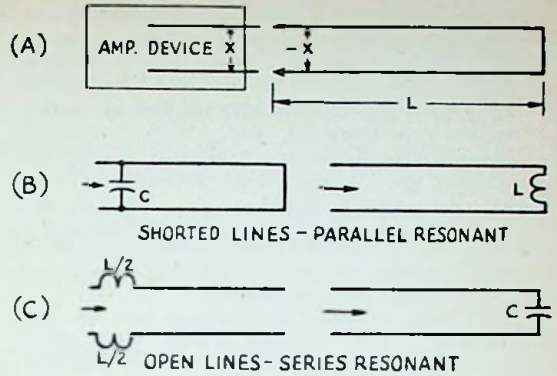 (A) AMP. DEVICE X -X
L
(B) C L
SHORTED LINES - PARALLEL RESONANT
L/2
(C) C
L/2 OPEN LINES - SERIES RESONANT